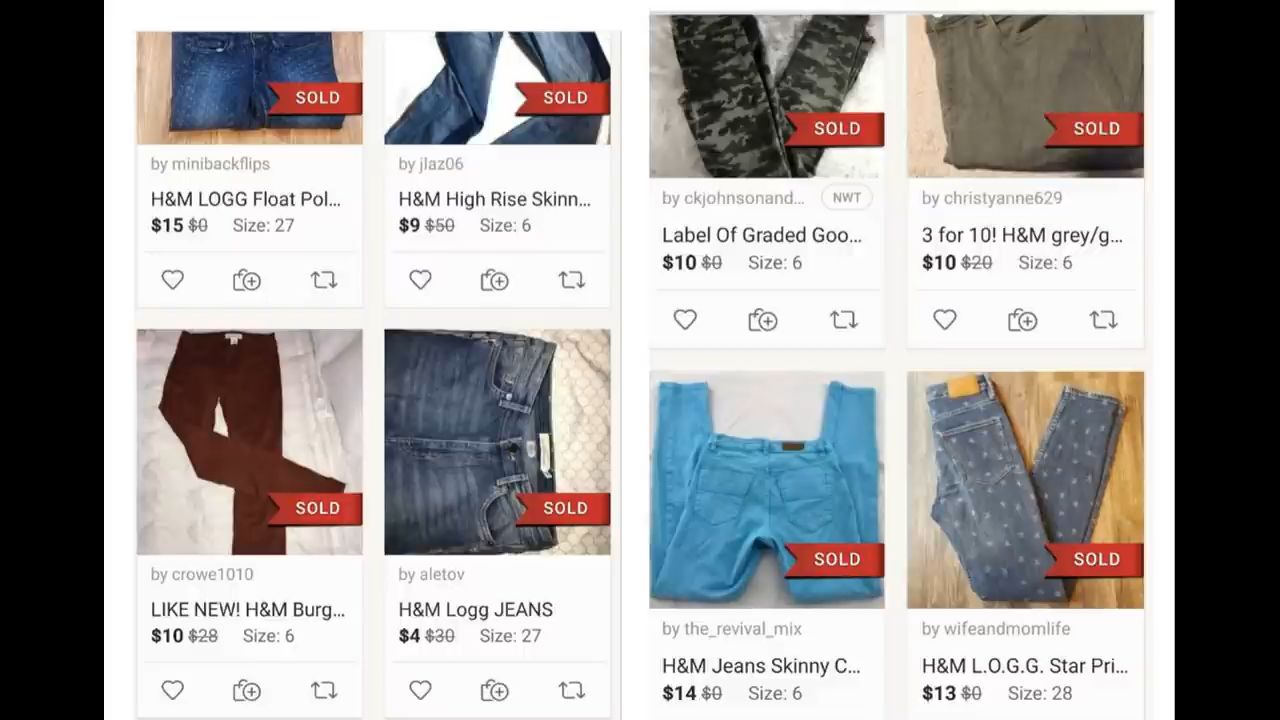 SOLD
SOLD
by minibackflips
by jlaz06
H&M LOGG Float Pol...
H&M High Rise Skinn...
$15 $0 Size: 27
$9 $50 Size: 6
SOLD
SOLD
by crowe1010
by aletov
LIKE NEW! H&M Burg...
H&M Logg JEANS
$10 $28 Size: 6
$4 $30 Size: 27
SOLD
SOLD
by ckjohnsonand... NWT
by christyanne629
Label Of Graded Goo...
3 for 10! H&M grey/g...
$10 $0 Size: 6
$10 $20 Size: 6
SOLD
SOLD
by the_revival_mix
by wifeandmomlife
H&M Jeans Skinny C...
H&M L.O.G.G. Star Pri...
$14 $0 Size: 6
$13 $0 Size: 28